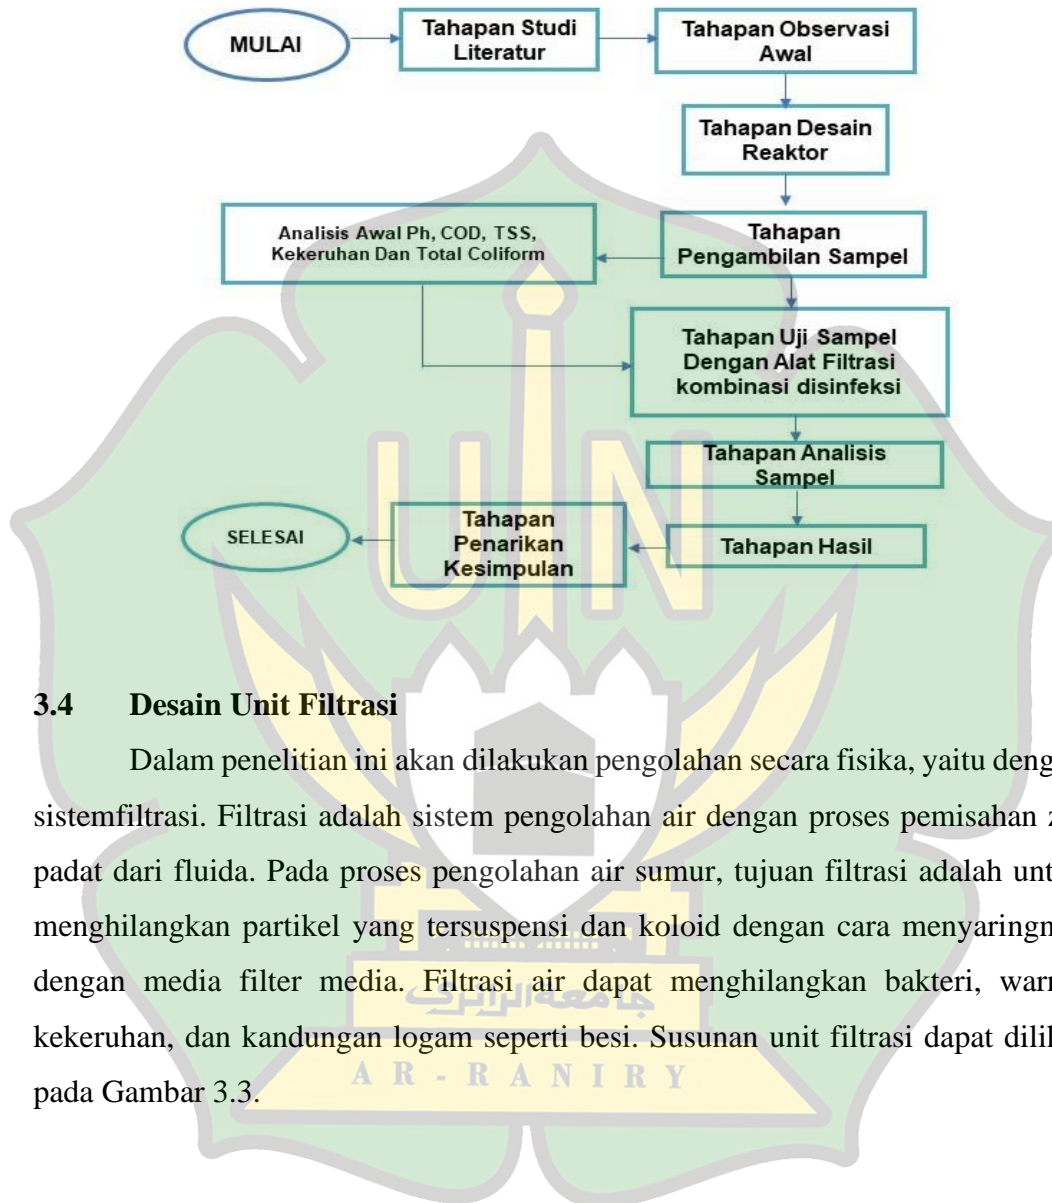 MULAI
Tahapan Studi
Literatur
Tahapan Observasi
Awal
Tahapan Desain
Reaktor
Tahapan
Pengambilan Sampel
Analisis Awal Ph, COD, TSS,
Kekeruhan Dan Total Coliform
Tahapan Uji Sampel
Dengan Alat Filtrasi
kombinasi disinfeksi
Tahapan Analisis
Sampel
Tahapan Hasil
Tahapan
Penarikan
Kesimpulan
SELESAI
UIN
3.4 Desain Unit Filtrasi
Dalam penelitian ini akan dilakukan pengolahan secara fisika, yaitu deng
sistemfiltrasi. Filtrasi adalah sistem pengolahan air dengan proses pemisahan z
padat dari fluida. Pada proses pengolahan air sumur, tujuan filtrasi adalah unt
menghilangkan partikel yang tersuspensi dan koloid dengan cara menyaringn
dengan media filter media. Filtrasi air dapat menghilangkan bakteri, warn
kekeruhan, dan kandungan logam seperti besi. Susunan unit filtrasi dapat dilih
pada Gambar 3.3.
جامعة الرانري
AR-RANIRY